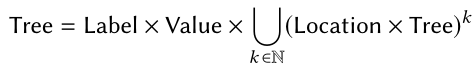 Tree = Label × Value × ⋃_{k∈ℕ} (Location × Tree)^k